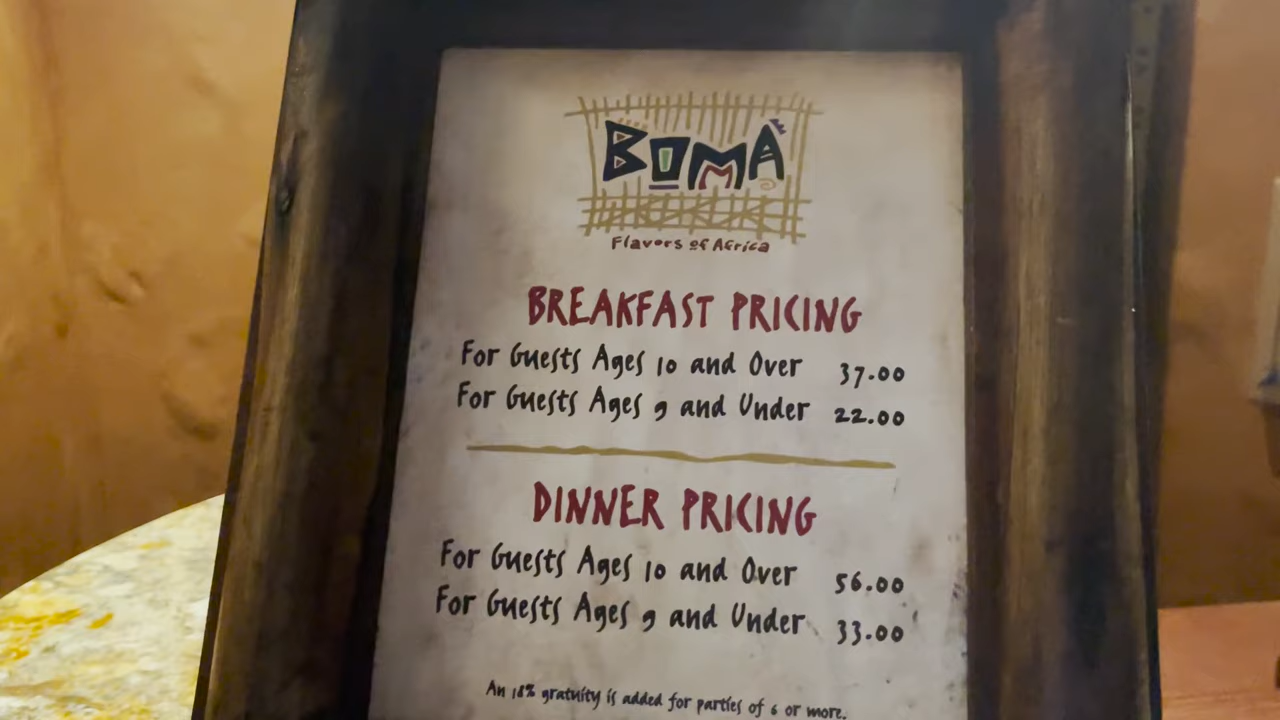 BOMA
Flavors of Africa
BREAKFAST PRICING
For Guests Ages 10 and Over 37.00
For Guests Ages 9 and Under 22.00
DINNER PRICING
For Guests Ages 10 and Over 56.00
For Guests Ages 9 and Under 33.00
An 18% gratuity is added for parties of 6 or more.